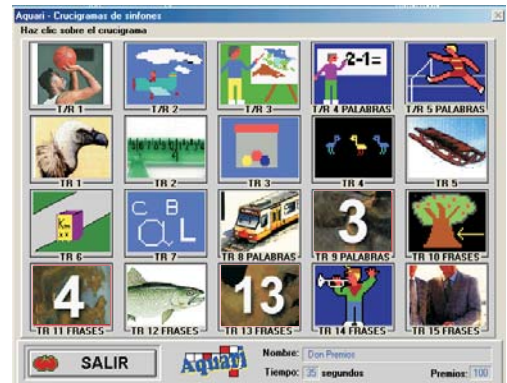 Aquari - Crucigramas de sinfones
Haz clic sobre el crucigrama
2-1=
T/R 1
T/R 2
T/R 3
T/R 4 PALABRAS
T/R 5 PALABRAS
TR 1
TR 2
TR 3
TR 4
TR 5
Km
C B
a L
3
TR 6
TR 7
TR 8 PALABRAS
TR 9 PALABRAS
TR 10 FRASES
4
13
TR 11 FRASES
TR 12 FRASES
TR 13 FRASES
TR 14 FRASES
TR 15 FRASES
SALIR
Aquari
Nombre: Don Premios
Tiempo: 35 segundos
Premios: 100